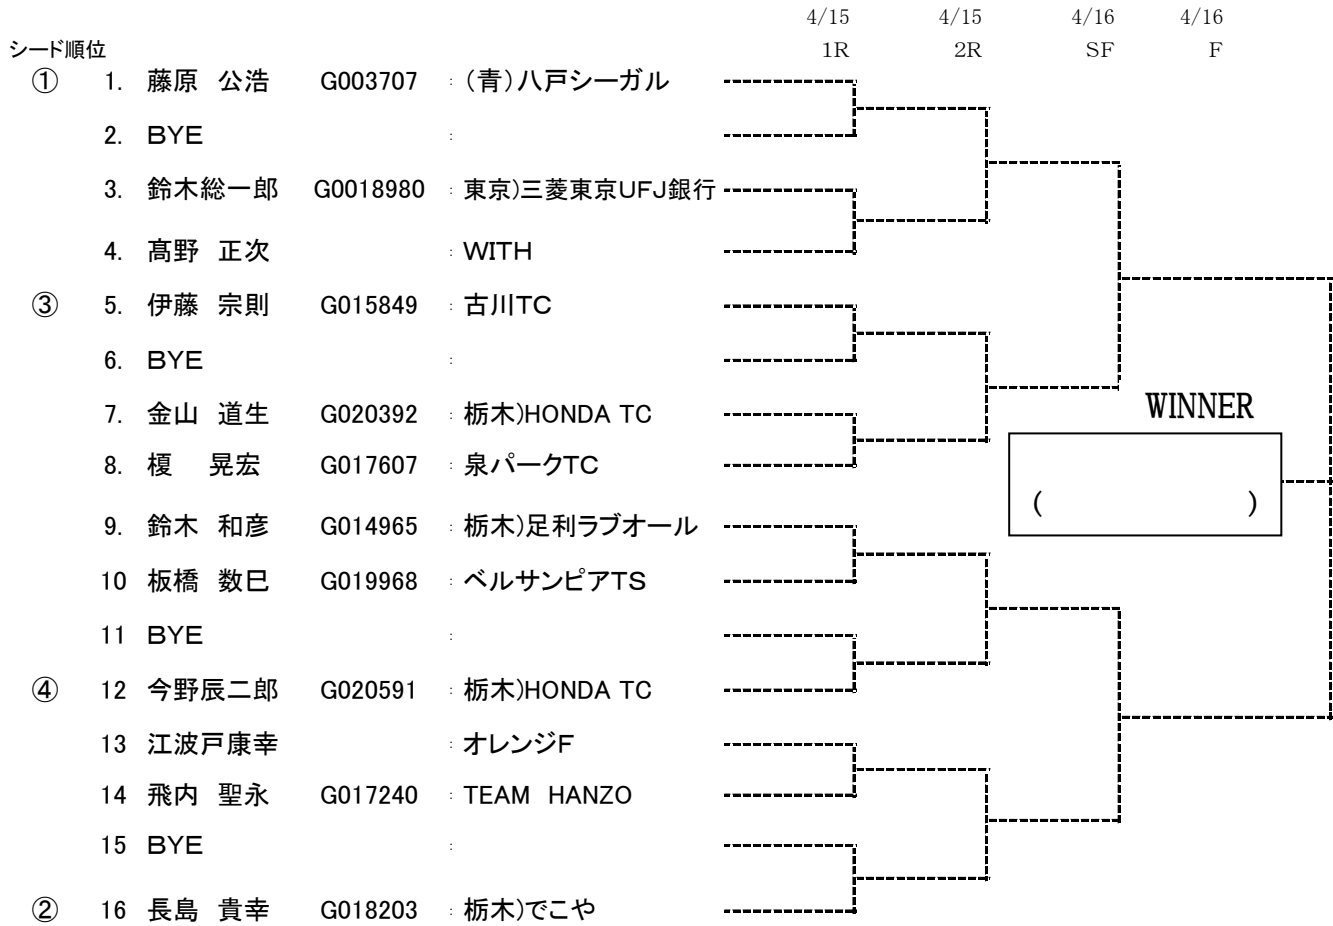 4/15 4/15 4/16 4/16
シード順位 1R 2R SF F
① 1. 藤原 公浩 G003707 : (青)八戸シーガル
2. BYE :
3. 鈴木総一郎 G0018980 : 東京)三菱東京UFJ銀行
4. 髙野 正次 : WITH
③ 5. 伊藤 宗則 G015849 : 古川TC
6. BYE :
7. 金山 道生 G020392 : 栃木)HONDA TC
WINNER
8. 榎 晃宏 G017607 : 泉パークTC
( )
9. 鈴木 和彦 G014965 : 栃木)足利ラブオール
10 板橋 数巳 G019968 : ベルサンピアTS
11 BYE :
④ 12 今野辰二郎 G020591 : 栃木)HONDA TC
13 江波戸康幸 : オレンジF
14 飛内 聖永 G017240 : TEAM HANZO
15 BYE :
② 16 長島 貴幸 G018203 : 栃木)でこや